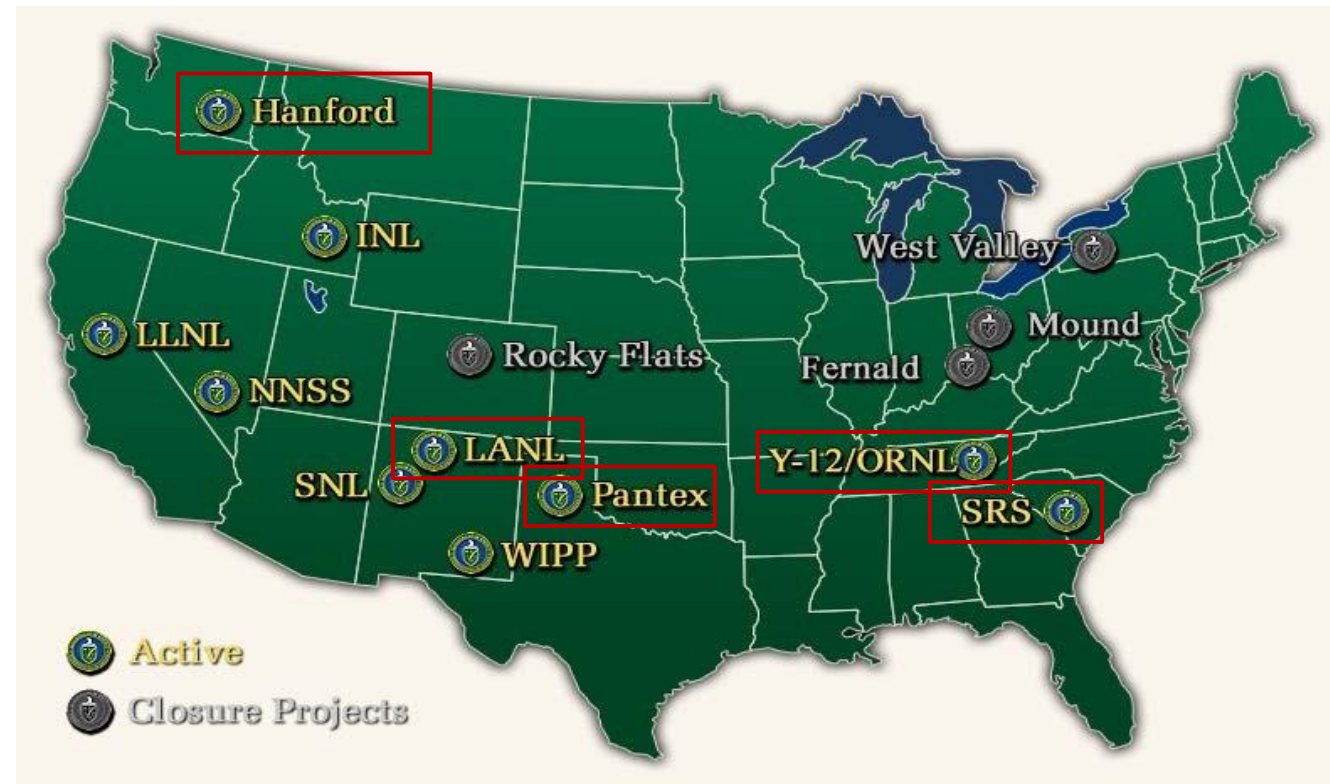 Hanford
INL
West Valley
LLNL
Mound
Rocky Flats
Fernald
NNSS
LANL
Y-12/ORNL
SNL
Pantex
SRS
WIPP
Active
Closure Projects